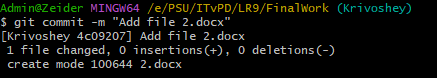 Admin@Zeider MINGW64 /e/PSU/ITvPD/LR9/FinalWork (Krivoshey)
$ git commit -m "Add file 2.docx"
[Krivoshey 4c09207] Add file 2.docx
 1 file changed, 0 insertions(+), 0 deletions(-)
 create mode 100644 2.docx